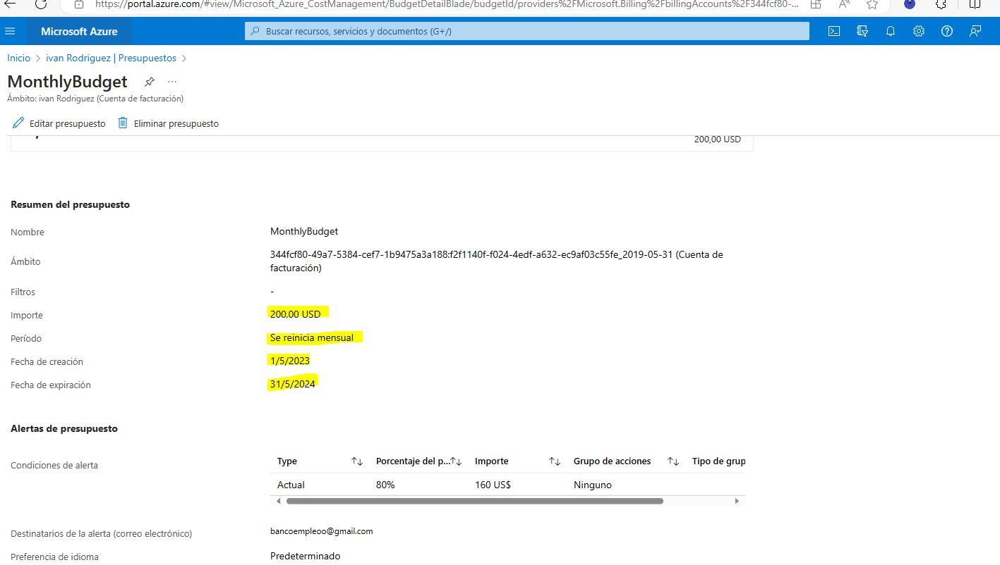 https://portal.azure.com/#view/Microsoft_Azure_CostManagement/BudgetDetailBlade/budgetId/providers%2FMicrosoft.Billing%2FbillingAccounts%2F344fcf80-...
Microsoft Azure
Buscar recursos, servicios y documentos (G+/)
Inicio > ivan Rodriguez | Presupuestos >
MonthlyBudget ...
Ámbito: ivan Rodriguez (Cuenta de facturación)
Editar presupuesto Eliminar presupuesto
200,00 USD
Resumen del presupuesto
Nombre MonthlyBudget
Ámbito 344fcf80-49a7-5384-cef7-1b9475a3a188:f2f1140f-f024-4edf-a632-ec9af03c55fe_2019-05-31 (Cuenta de
facturación)
Filtros -
Importe 200,00 USD
Período Se reinicia mensual
Fecha de creación 1/5/2023
Fecha de expiración 31/5/2024
Alertas de presupuesto
Condiciones de alerta
Type Porcentaje del p... Importe Grupo de acciones Tipo de grup
Actual 80% 160 US$ Ninguno
Destinatarios de la alerta (correo electrónico) bancoempleoo@gmail.com
Preferencia de idioma Predeterminado